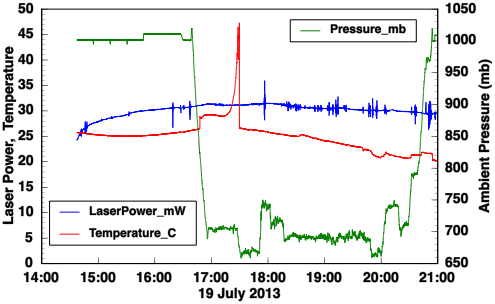 50
45
40
35
30
25
20
15
10
5
0
Laser Power, Temperature
Pressure_mb
LaserPower_mW
Temperature_C
1050
1000
950
900
850
800
750
700
650
Ambient Pressure (mb)
14:00 15:00 16:00 17:00 18:00 19:00 20:00 21:00
19 July 2013